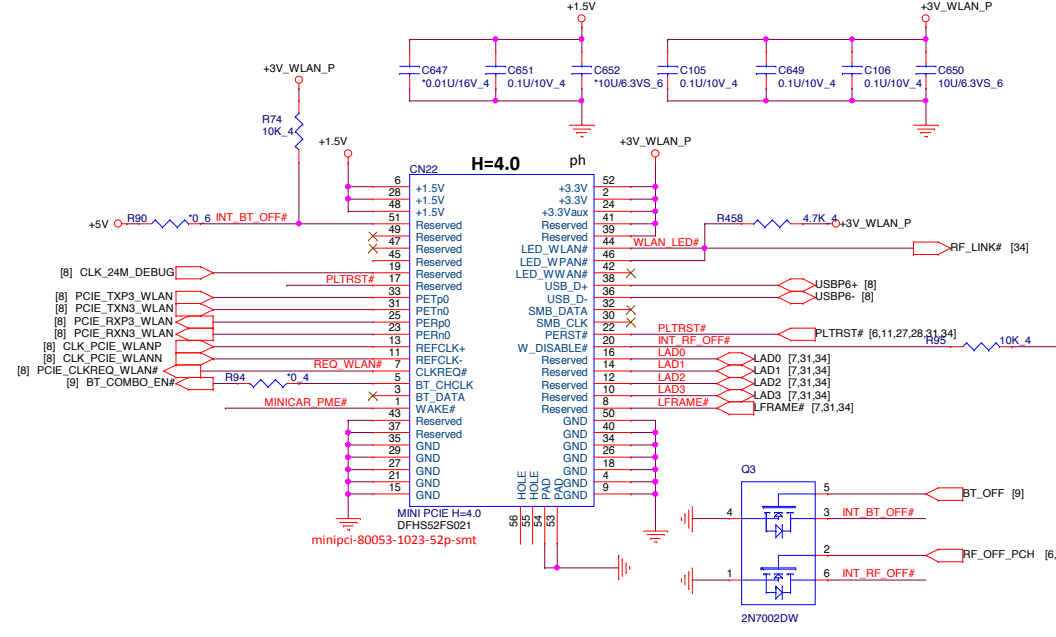 +1.5V
+3V_WLAN_P
C647
*0.01U/16V_4
C651
0.1U/10V_4
C652
*10U/6.3VS_6
C105
0.1U/10V_4
C649
0.1U/10V_4
C106
0.1U/10V_4
C650
10U/6.3VS_6
+3V_WLAN_P
R74
10K_4
+1.5V
H=4.0
ph
+3V_WLAN_P
CN22
+5V
R90
*0_6
INT_BT_OFF#
6 +1.5V
28 +1.5V
48 +1.5V
51 Reserved
49 Reserved
47 Reserved
45 Reserved
19 Reserved
17 Reserved
33 PETp0
31 PETn0
25 PERp0
23 PERn0
13 REFCLK+
11 REFCLK-
7 CLKREQ#
5 BT_CHCLK
3 BT_DATA
1 WAKE#
43 Reserved
37 Reserved
35 GND
29 GND
27 GND
21 GND
15 GND
+3.3V 52
+3.3V 2
+3.3Vaux 24
Reserved 41
Reserved 39
LED_WLAN# 44
LED_WPAN# 46
LED_WWAN# 42
USB_D+ 38
USB_D- 36
SMB_DATA 32
SMB_CLK 30
PERST# 22
W_DISABLE# 20
Reserved 16
Reserved 14
Reserved 12
Reserved 10
Reserved 8
GND 50
GND 40
GND 34
GND 26
GND 18
GND 4
GND 9
HOLE 56
HOLE 55
PAD 54
PAD 53
[8] CLK_24M_DEBUG
PLTRST#
[8] PCIE_TXP3_WLAN
[8] PCIE_TXN3_WLAN
[8] PCIE_RXP3_WLAN
[8] PCIE_RXN3_WLAN
[8] CLK_PCIE_WLANP
[8] CLK_PCIE_WLANN
[8] PCIE_CLKREQ_WLAN#
REQ_WLAN#
[9] BT_COMBO_EN#
R94
*0_4
MINICAR_PME#
R458
4.7K_4
+3V_WLAN_P
WLAN_LED#
RF_LINK# [34]
USBP6+ [8]
USBP6- [8]
PLTRST#
PLTRST# [6,11,27,28,31,34]
INT_RF_OFF#
R95
10K_4
LAD0
LAD0 [7,31,34]
LAD1
LAD1 [7,31,34]
LAD2
LAD2 [7,31,34]
LAD3
LAD3 [7,31,34]
LFRAME#
LFRAME# [7,31,34]
MINI PCIE H=4.0
DFHS52FS021
minipci-80053-1023-52p-smt
Q3
5
BT_OFF [9]
4
3
INT_BT_OFF#
2
RF_OFF_PCH [6,
1
6
INT_RF_OFF#
2N7002DW